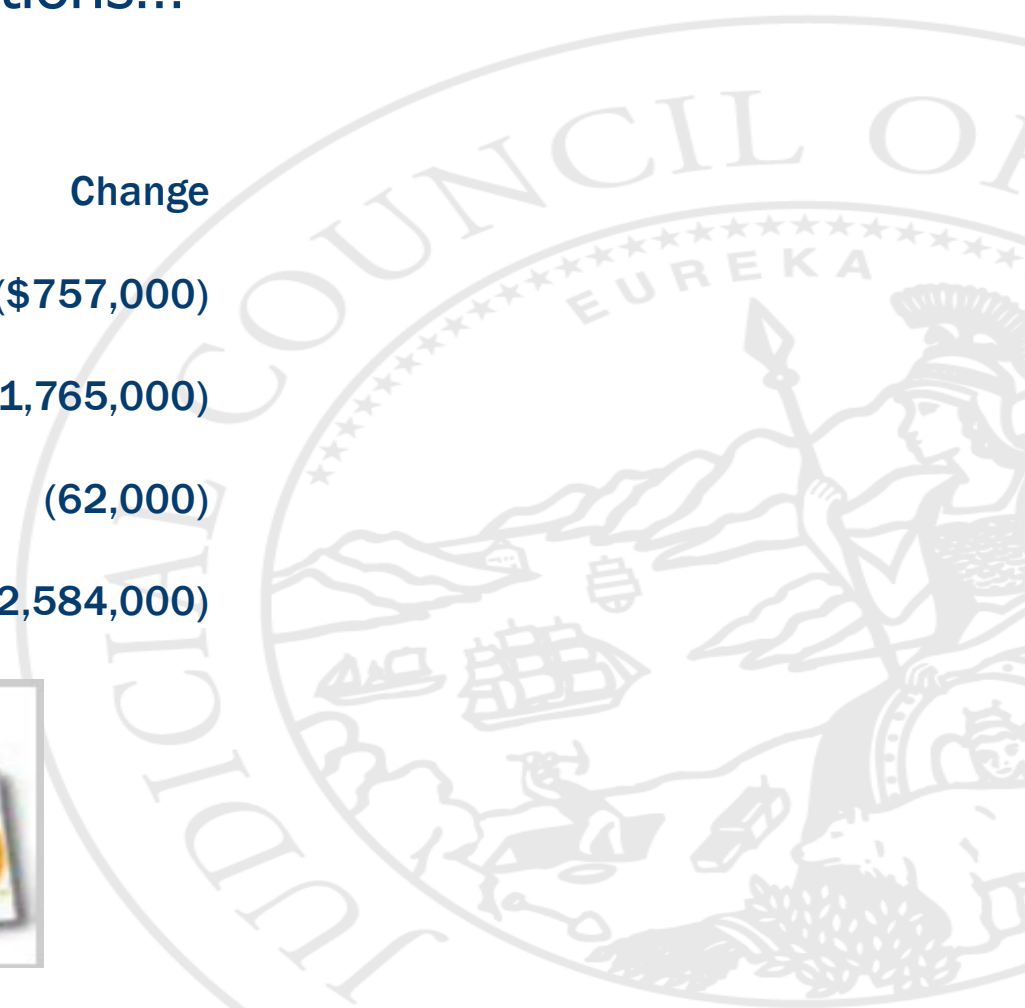 tions...
Change
($757,000)
1,765,000)
(62,000)
2,584,000)
JUDICIAL COUNCIL OF
EUREKA